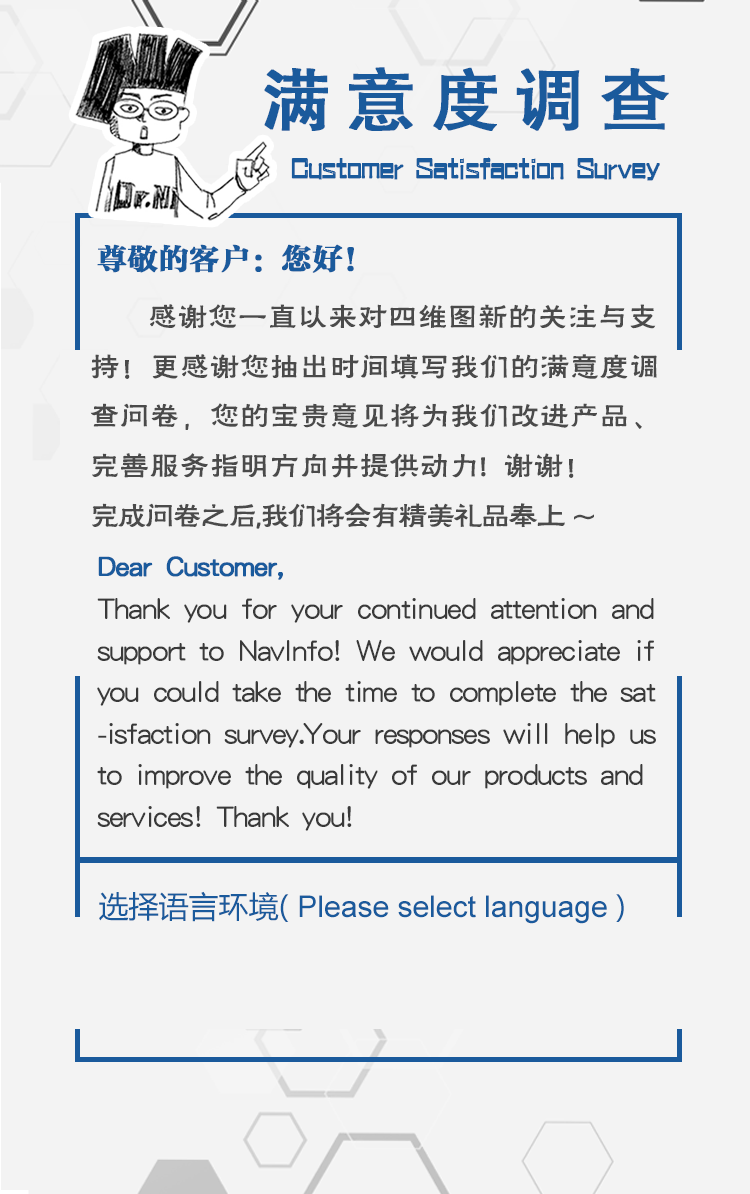 满意度调查
Customer Satisfaction Survey
Dr.Ni
尊敬的客户：您好！
感谢您一直以来对四维图新的关注与支
持！更感谢您抽出时间填写我们的满意度调
查问卷，您的宝贵意见将为我们改进产品、
完善服务指明方向并提供动力！谢谢！
完成问卷之后,我们将会有精美礼品奉上～
Dear Customer,
Thank you for your continued attention and
support to NavInfo! We would appreciate if
you could take the time to complete the sat
-isfaction survey.Your responses will help us
to improve the quality of our products and
services! Thank you!
选择语言环境( Please select language )